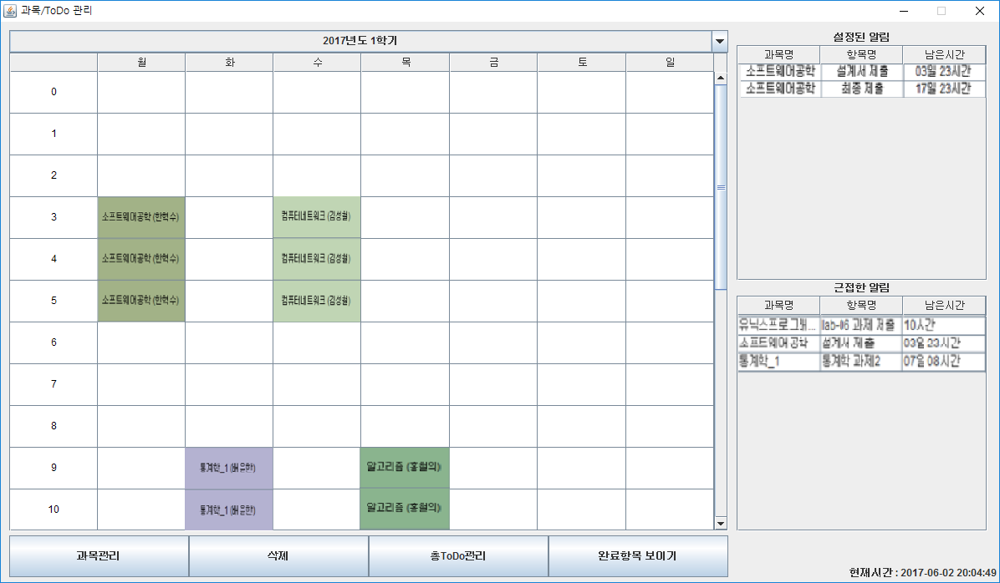 과목/ToDo 관리
2017년도 1학기
월 화 수 목 금 토 일
0
1
2
3 소프트웨어공학 (한혁수) 컴퓨터네트워크 (김성철)
4 소프트웨어공학 (한혁수) 컴퓨터네트워크 (김성철)
5 소프트웨어공학 (한혁수) 컴퓨터네트워크 (김성철)
6
7
8
9 통계학_1 (배윤한) 알고리즘 (홍철의)
10 통계학_1 (배윤한) 알고리즘 (홍철의)
과목관리 삭제 총ToDo관리 완료항목 보이기
설정된 알림
과목명 항목명 남은시간
소프트웨어공학 설계서 제출 03일 23시간
소프트웨어공학 최종 제출 17일 23시간
근접한 알림
과목명 항목명 남은시간
유닉스프로그래... lab-06 과제 제출 10시간
소프트웨어공학 설계서 제출 03일 23시간
통계학_1 통계학 과제2 07일 08시간
현재시간 : 2017-06-02 20:04:49